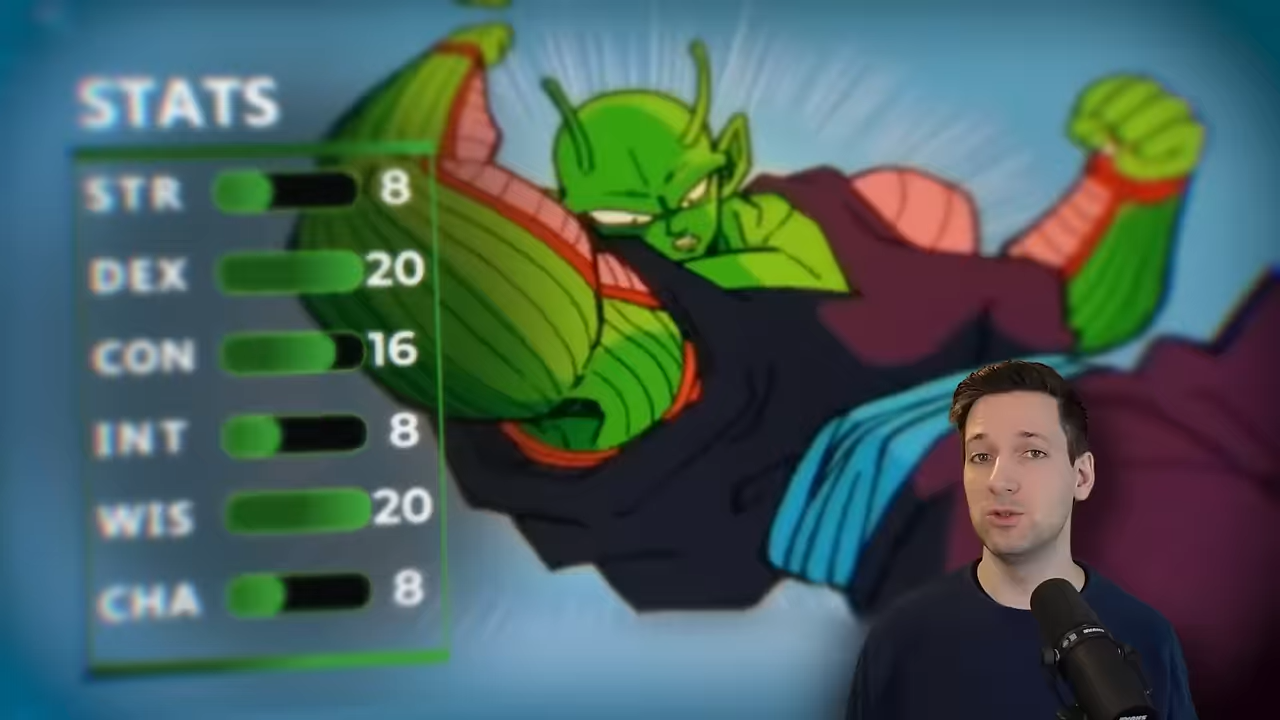 STATS
STR 8
DEX 20
CON 16
INT 8
WIS 20
CHA 8